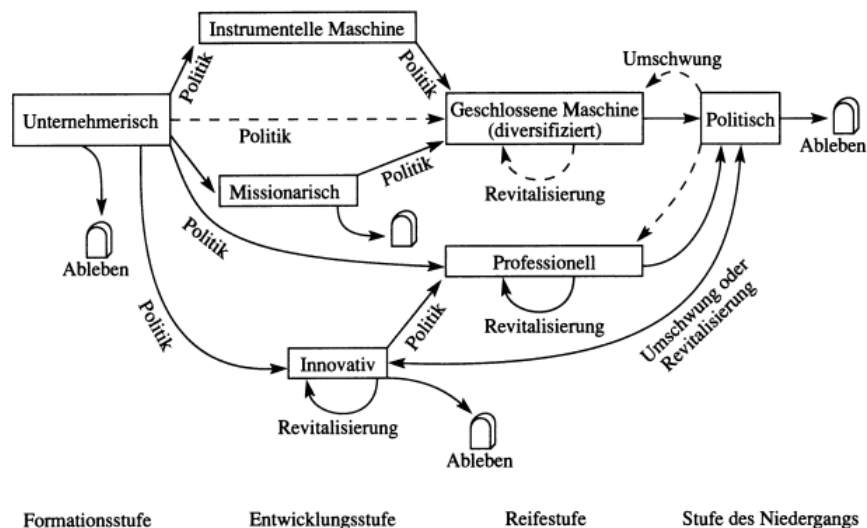 Instrumentelle Maschine
Politik
Politik
Umschwung
Unternehmerisch
Politik
Geschlossene Maschine
(diversifiziert)
Politisch
Ableben
Missionarisch
Politik
Revitalisierung
Ableben
Politik
Professionell
Revitalisierung
Umschwung oder
Revitalisierung
Politik
Politik
Innovativ
Revitalisierung
Ableben
Formationsstufe
Entwicklungsstufe
Reifestufe
Stufe des Niedergangs